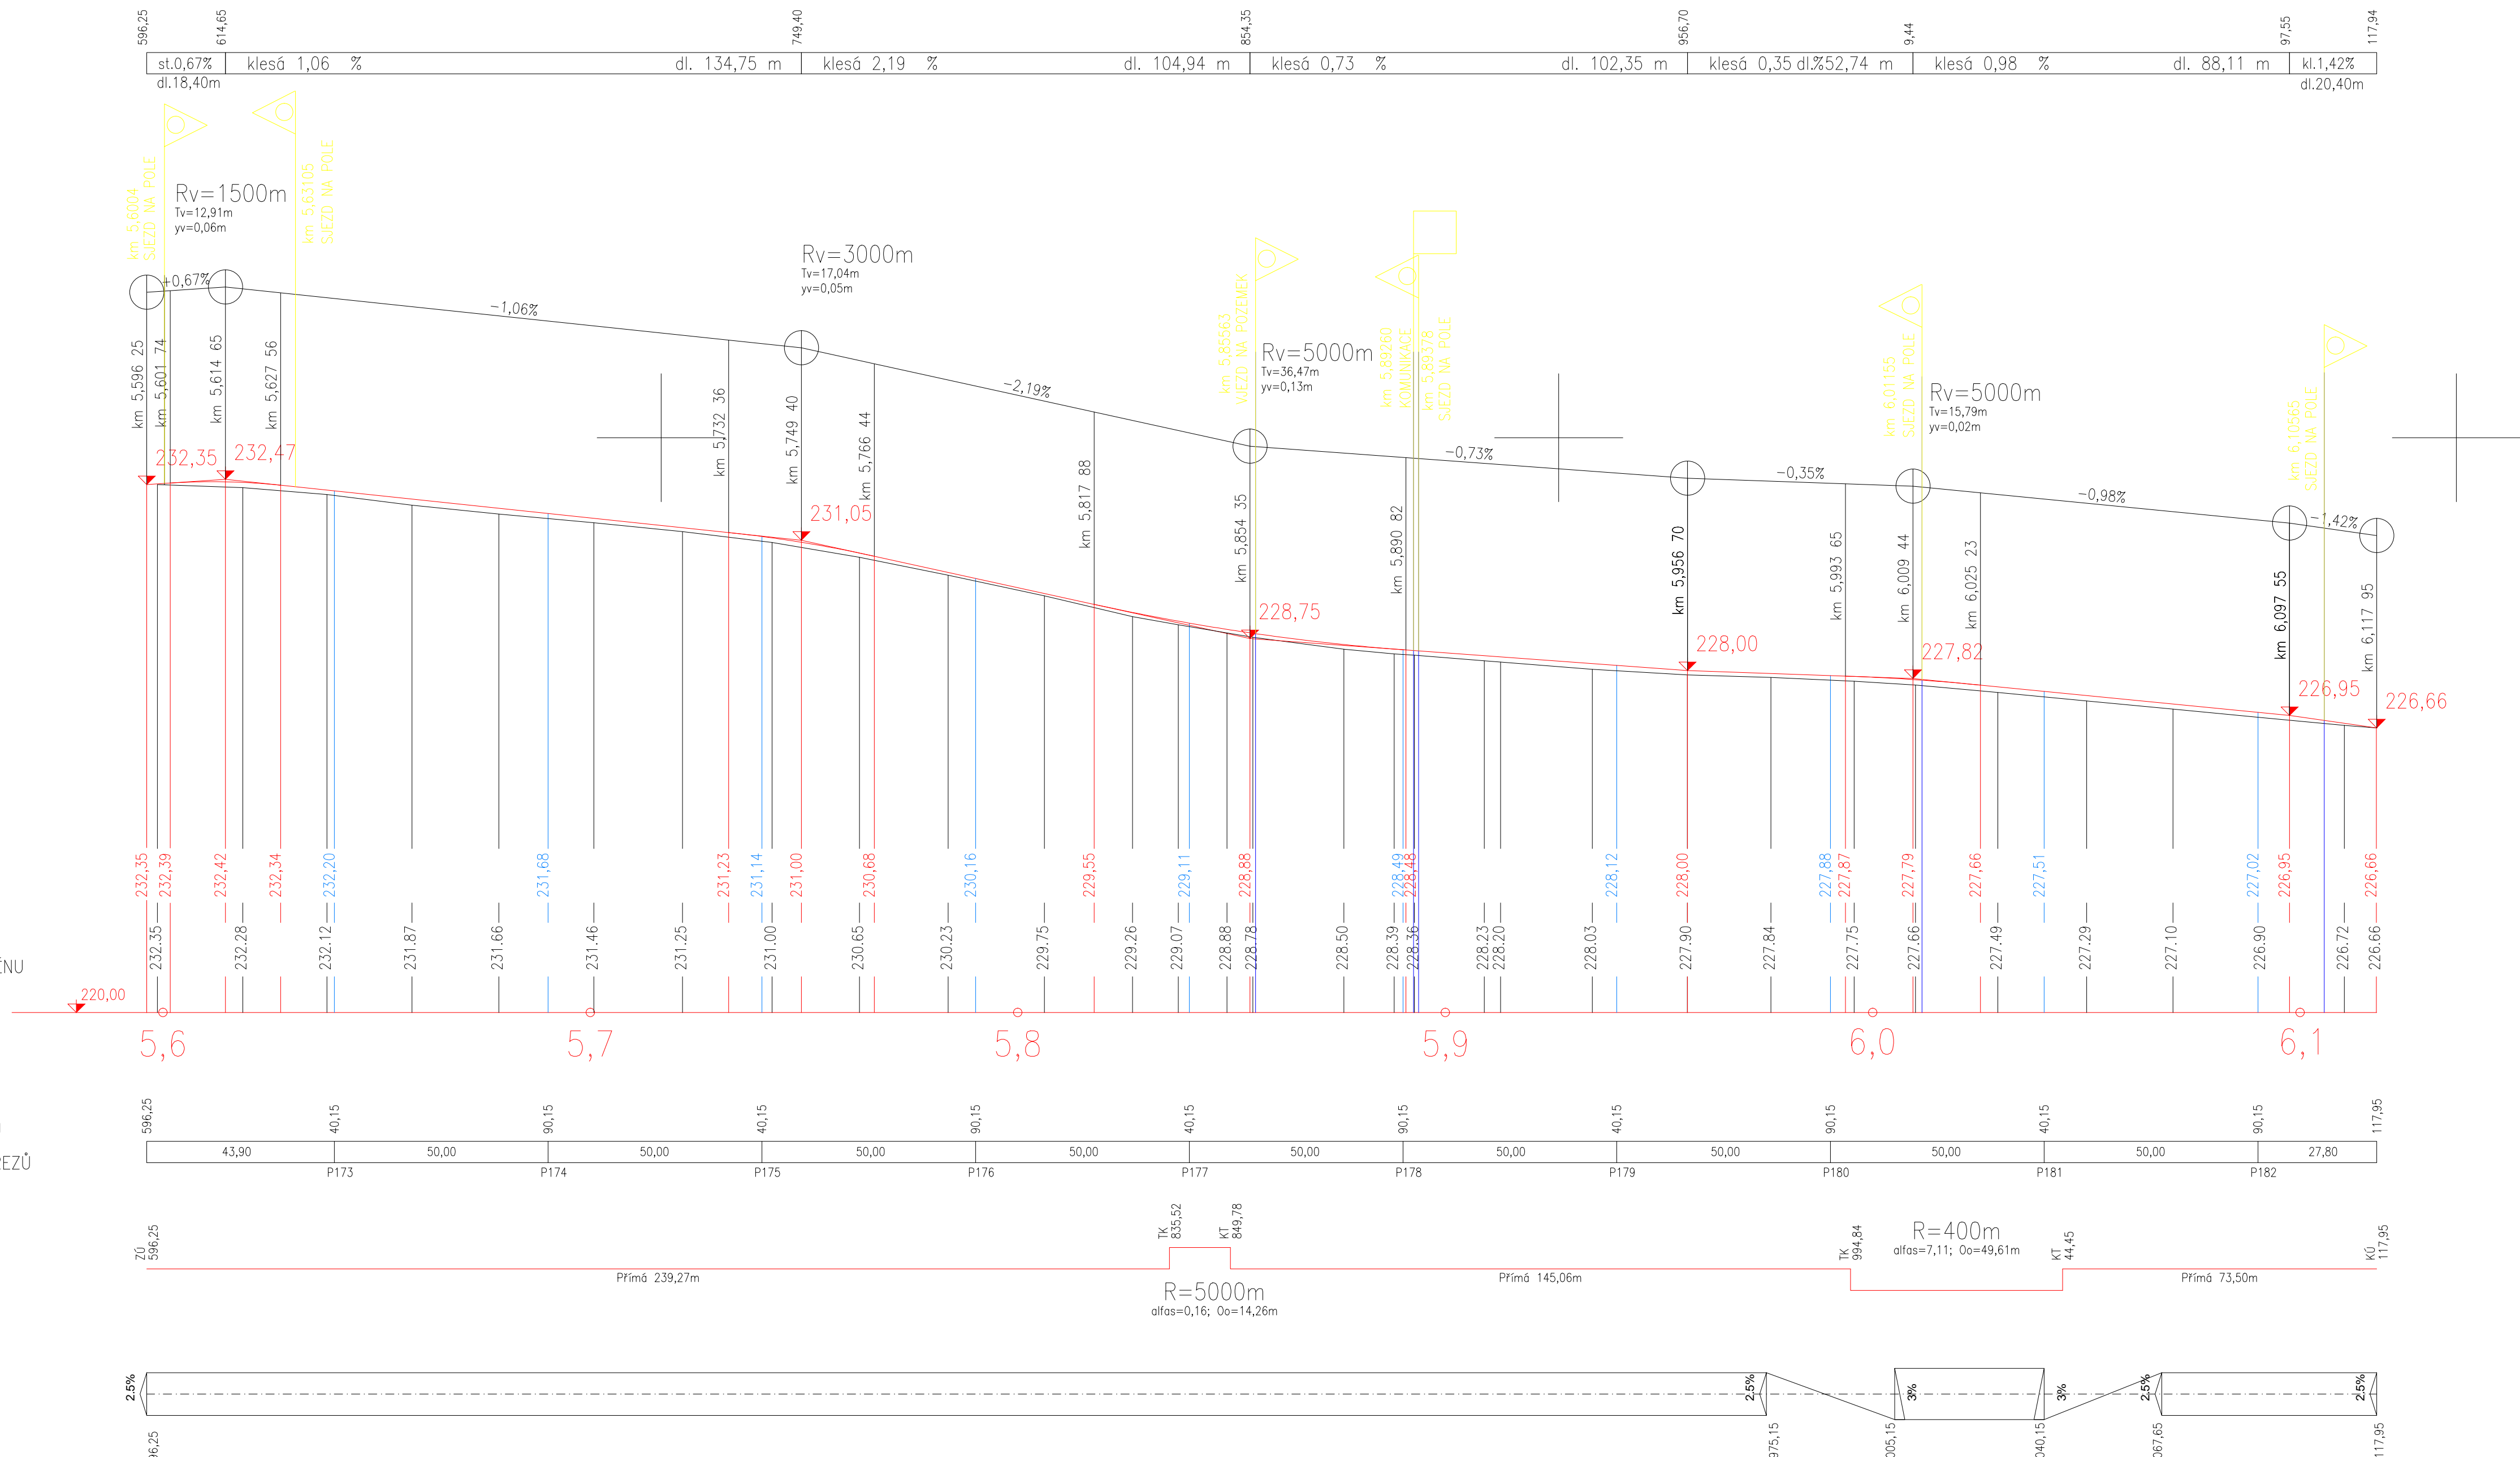 596,25
614,65
749,40
854,35
956,70
9,44
97,55
117,94
st.0,67%
klesá 1,06 %
dl. 134,75 m
klesá 2,19 %
dl. 104,94 m
klesá 0,73 %
dl. 102,35 m
klesá 0,35 %
dl. 52,74 m
klesá 0,98 %
dl. 88,11 m
kl.1,42%
dl.18,40m
dl.20,40m
km 5,6004
SJEZD NA POLE
km 5,63105
SJEZD NA POLE
Rv=1500m
Tv=12,91m
yv=0,06m
Rv=3000m
Tv=17,04m
yv=0,05m
km 5,85563
VJEZD NA POZEMEK
Rv=5000m
Tv=36,47m
yv=0,13m
km 5,89260
KOMUNIKACE
km 5,89378
SJEZD NA POLE
km 6,01155
SJEZD NA POLE
Rv=5000m
Tv=15,79m
yv=0,02m
km 6,10565
SJEZD NA POLE
+0,67%
-1,06%
-2,19%
-0,73%
-0,35%
-0,98%
-1,42%
km 5,596 25
km 5,601 74
km 5,614 65
km 5,627 56
km 5,732 36
km 5,749 40
km 5,766 44
km 5,817 88
km 5,854 35
km 5,890 82
km 5,956 70
km 5,993 65
km 6,009 44
km 6,025 23
km 6,097 55
km 6,117 95
232,35
232,47
231,05
228,75
228,00
227,82
226,95
226,66
232,35
232,39
232,42
232,34
232,20
231,68
231,23
231,14
231,00
230,68
230,16
229,55
229,11
228,88
228,49
228,48
228,12
228,00
227,88
227,87
227,79
227,66
227,51
227,02
226,95
226,66
232.35
232.28
232.12
231.87
231.66
231.46
231.25
231.00
230.65
230.23
229.75
229.26
229.07
228.88
228.78
228.50
228.39
228.36
228.23
228.20
228.03
227.90
227.84
227.75
227.66
227.49
227.29
227.10
226.90
226.72
226.66
ÉNU
220,00
5,6
5,7
5,8
5,9
6,0
6,1
596,25
40,15
90,15
40,15
90,15
40,15
90,15
40,15
90,15
40,15
90,15
117,95
43,90
50,00
50,00
50,00
50,00
50,00
50,00
50,00
50,00
50,00
27,80
ŘEZŮ
P173
P174
P175
P176
P177
P178
P179
P180
P181
P182
ZÚ
596,25
TK
835,52
KT
849,78
TK
994,84
R=400m
alfas=7,11; Oo=49,61m
KT
44,45
KÚ
117,95
Přímá 239,27m
R=5000m
alfas=0,16; Oo=14,26m
Přímá 145,06m
Přímá 73,50m
2.5%
2.5%
3%
3%
2.5%
2.5%
96,25
975,15
005,15
040,15
067,65
117,95